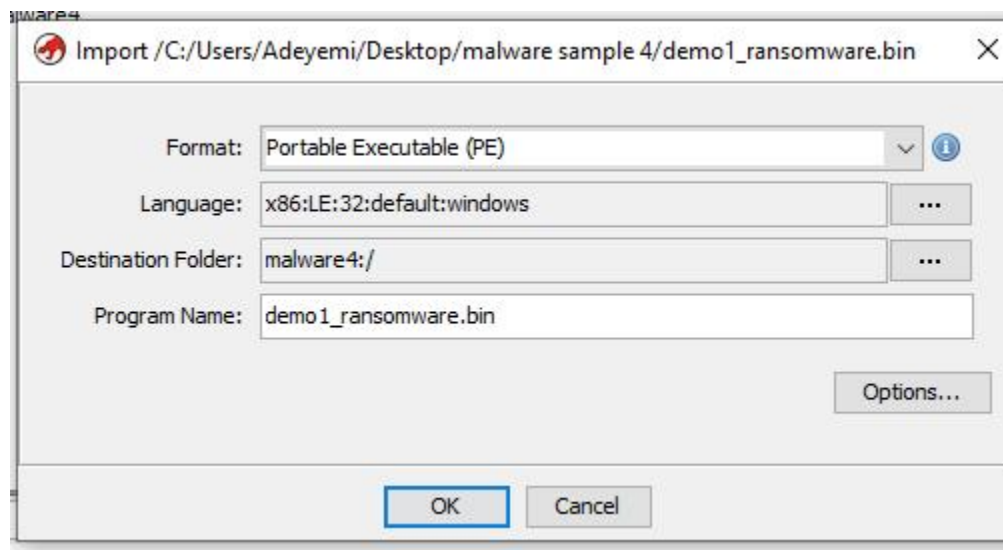 malware4
Import /C:/Users/Adeyemi/Desktop/malware sample 4/demo1_ransomware.bin
Format: Portable Executable (PE)
Language: x86:LE:32:default:windows ...
Destination Folder: malware4:/ ...
Program Name: demo1_ransomware.bin
Options...
OK Cancel